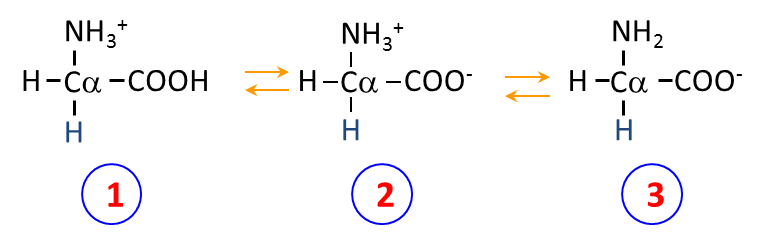 NH₃⁺ NH₃⁺ NH₂
H–Cα–COOH H–Cα–COO⁻ H–Cα–COO⁻
H H H
1 2 3